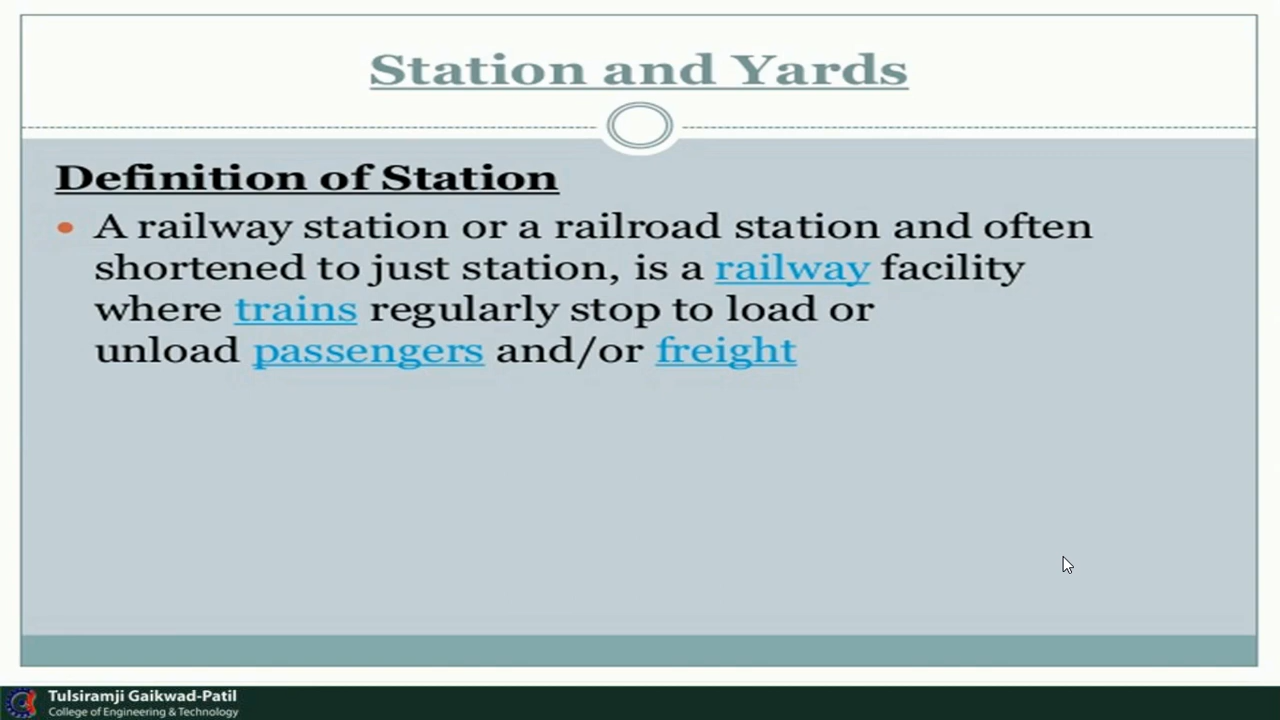 Station and Yards
Definition of Station
• A railway station or a railroad station and often
shortened to just station, is a railway facility
where trains regularly stop to load or
unload passengers and/or freight
Tulsiramji Gaikwad-Patil
College of Engineering & Technology